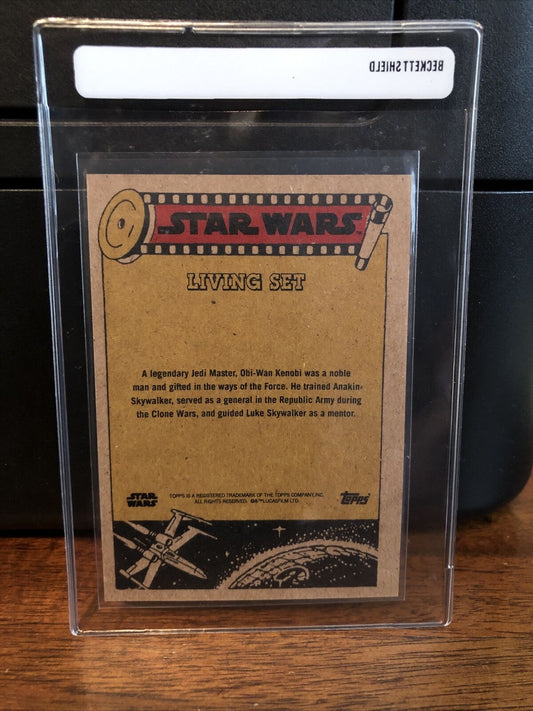 BECKETT SHIELD
STAR WARS
LIVING SET
A legendary Jedi Master, Obi-Wan Kenobi was a noble
man and gifted in the ways of the Force. He trained Anakin
Skywalker, served as a general in the Republic Army during
the Clone Wars, and guided Luke Skywalker as a mentor.
STAR
WARS
TOPPS IS A REGISTERED TRADEMARK OF THE TOPPS COMPANY, INC.
ALL RIGHTS RESERVED. ©&™LUCASFILM LTD.
topps